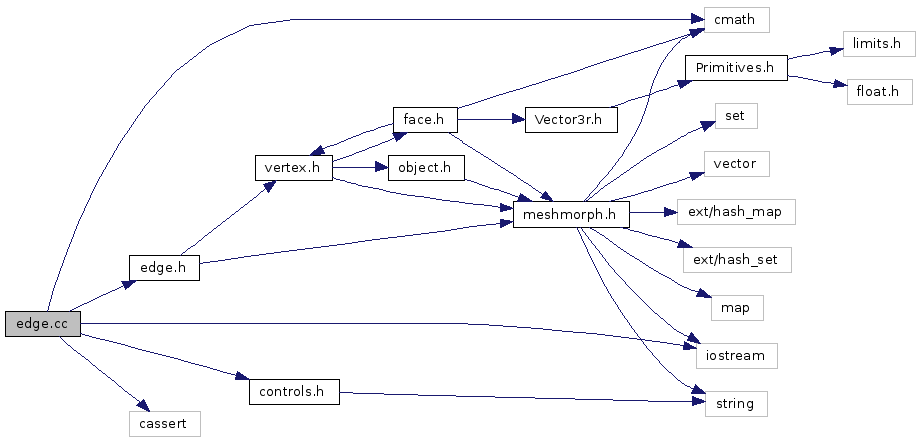 cmath
limits.h
Primitives.h
float.h
face.h
Vector3r.h
set
vertex.h
object.h
vector
meshmorph.h
ext/hash_map
edge.h
ext/hash_set
map
edge.cc
iostream
controls.h
string
cassert